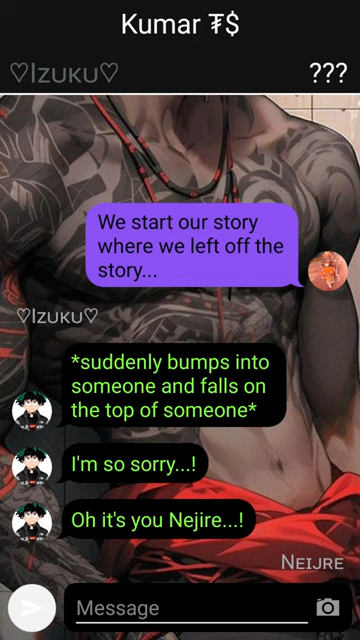 Kumar ₮$
♡Izuku♡
???
We start our story
where we left off the
story...
♡Izuku♡
*suddenly bumps into
someone and falls on
the top of someone*
I'm so sorry...!
Oh it's you Nejire...!
Neijre
Message